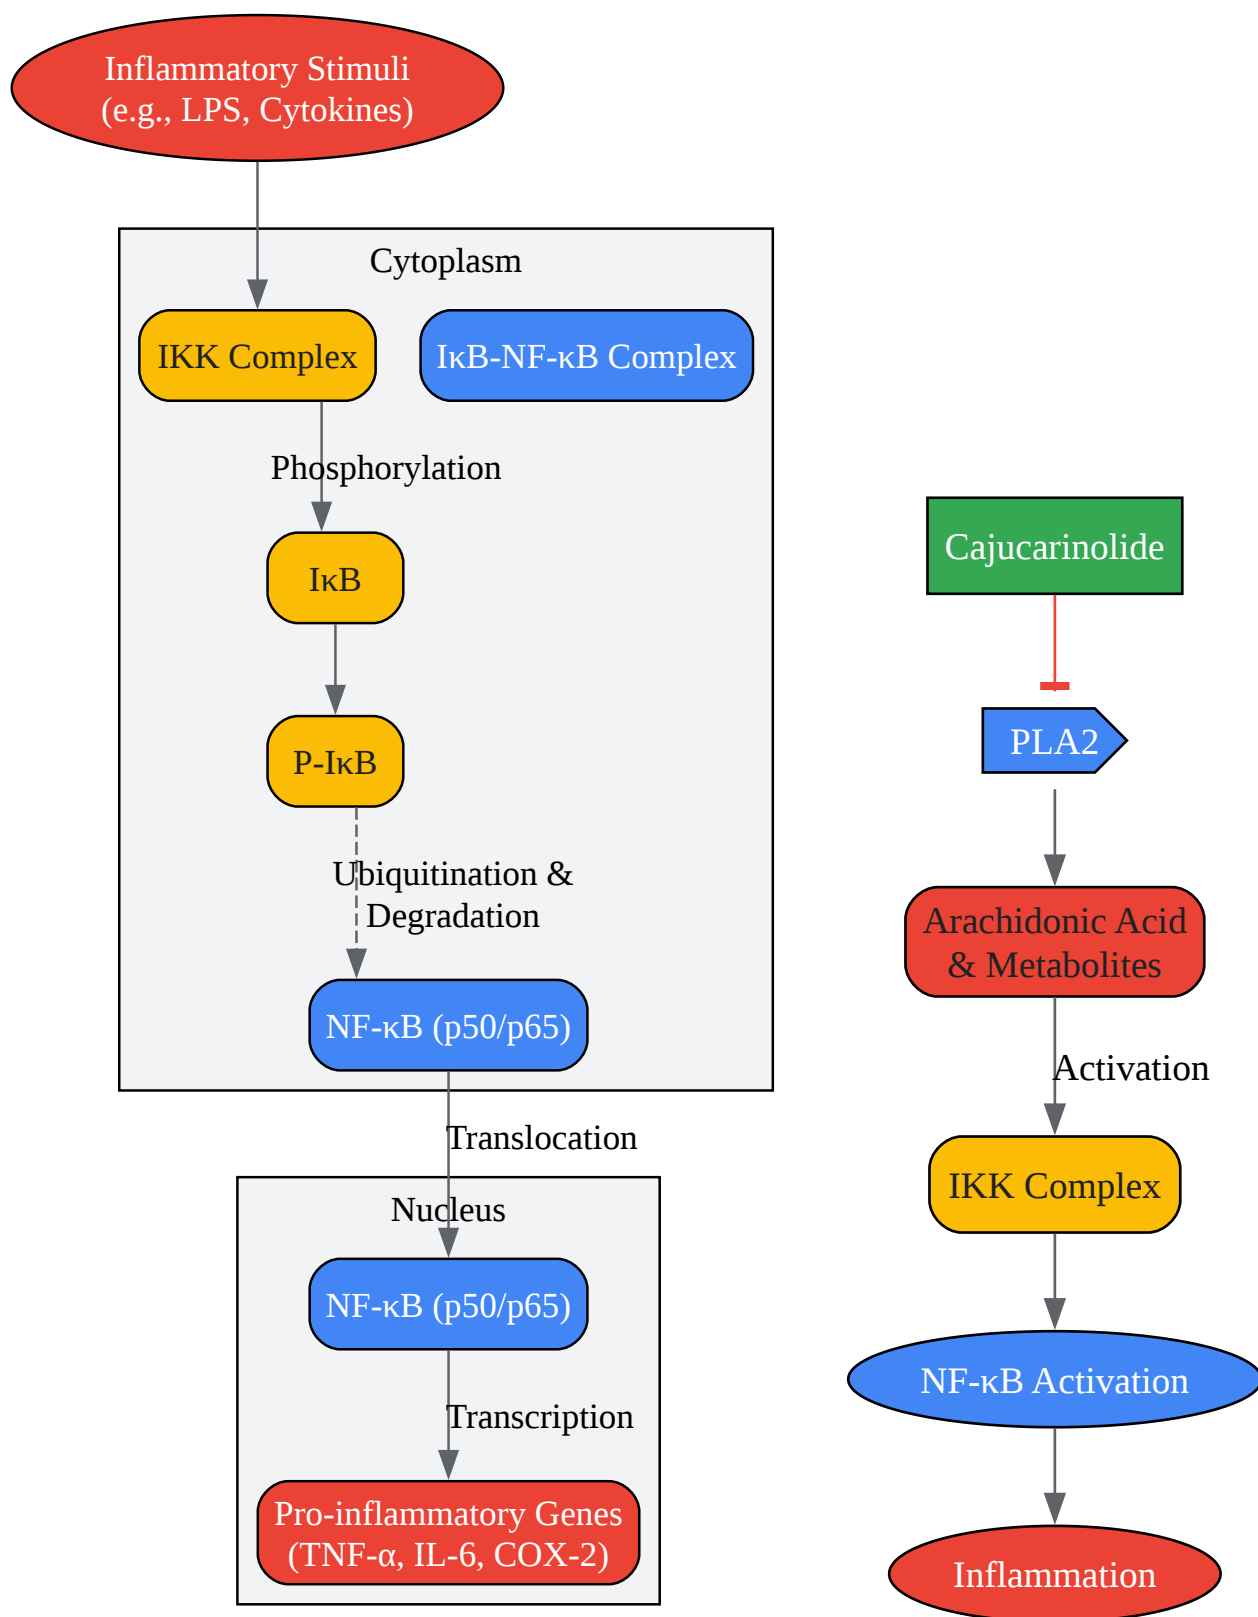 Inflammatory Stimuli
(e.g., LPS, Cytokines)
Cytoplasm
IKK Complex
IκB-NF-κB Complex
Phosphorylation
IκB
P-IκB
Ubiquitination &
Degradation
NF-κB (p50/p65)
Translocation
Nucleus
NF-κB (p50/p65)
Transcription
Pro-inflammatory Genes
(TNF-α, IL-6, COX-2)
Cajucarinolide
PLA2
Arachidonic Acid
& Metabolites
Activation
IKK Complex
NF-κB Activation
Inflammation